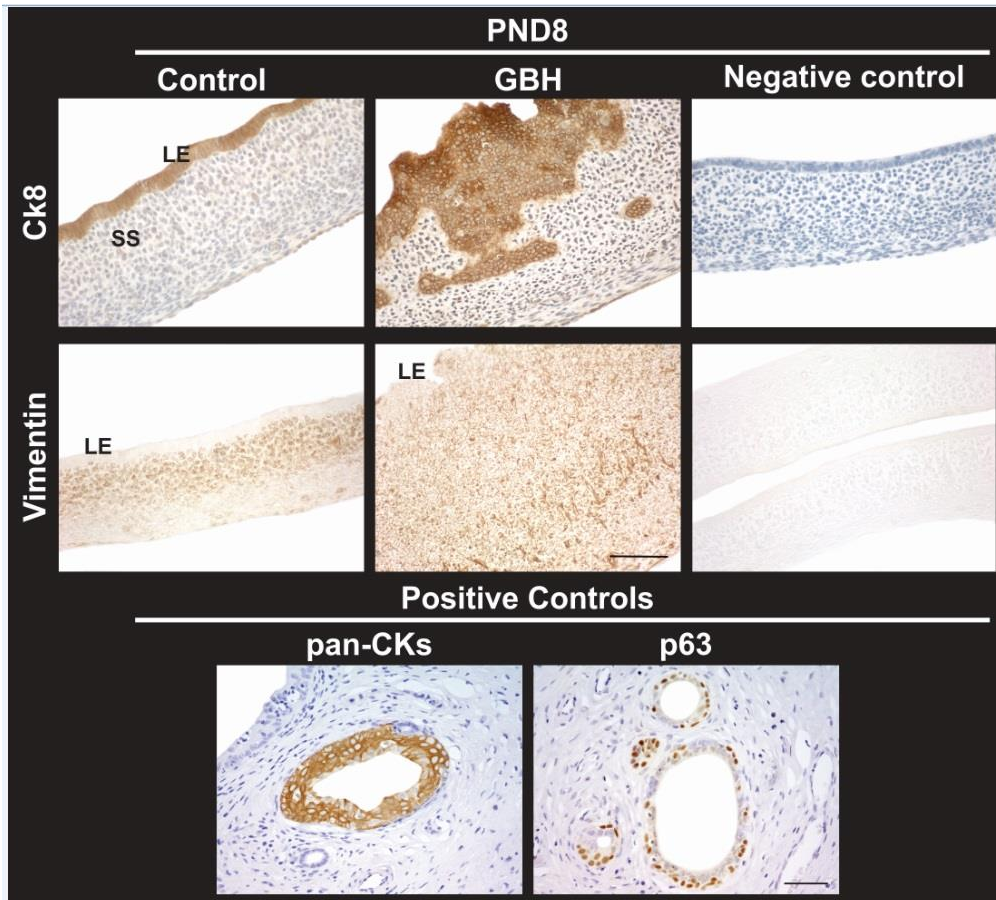 PND8
Control GBH Negative control
Ck8
LE
SS
Vimentin
LE
LE
Positive Controls
pan-CKs p63